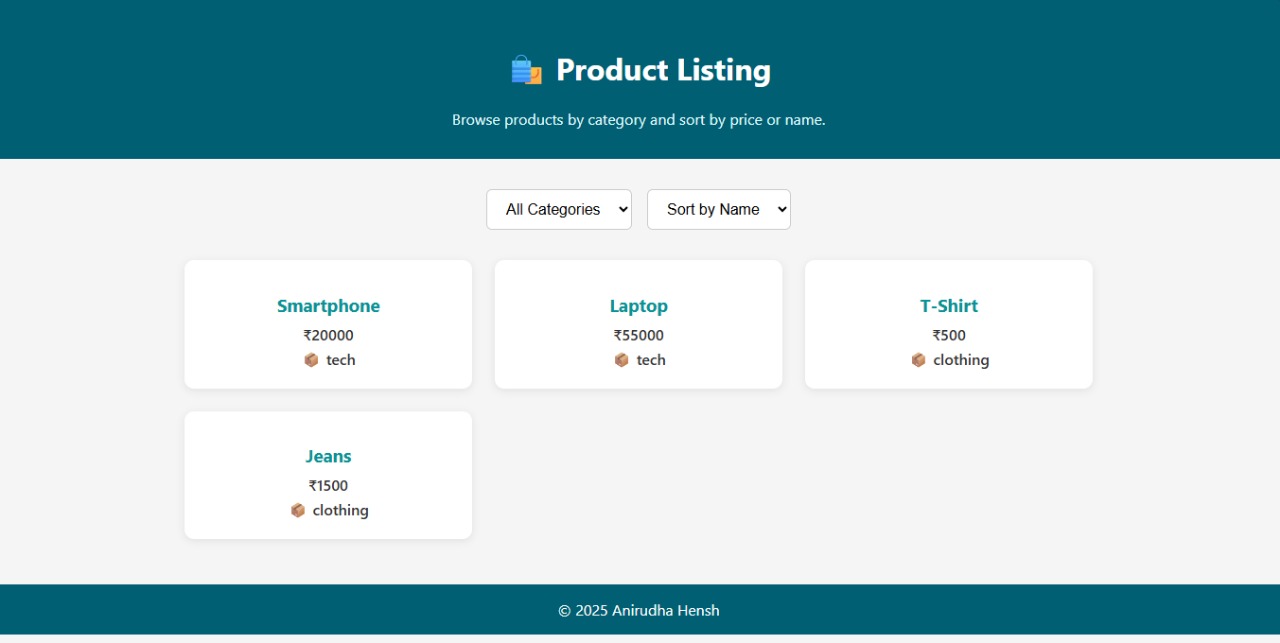 Product Listing
Browse products by category and sort by price or name.
All Categories
Sort by Name
Smartphone
₹20000
tech
Laptop
₹55000
tech
T-Shirt
₹500
clothing
Jeans
₹1500
clothing
© 2025 Anirudha Hensh